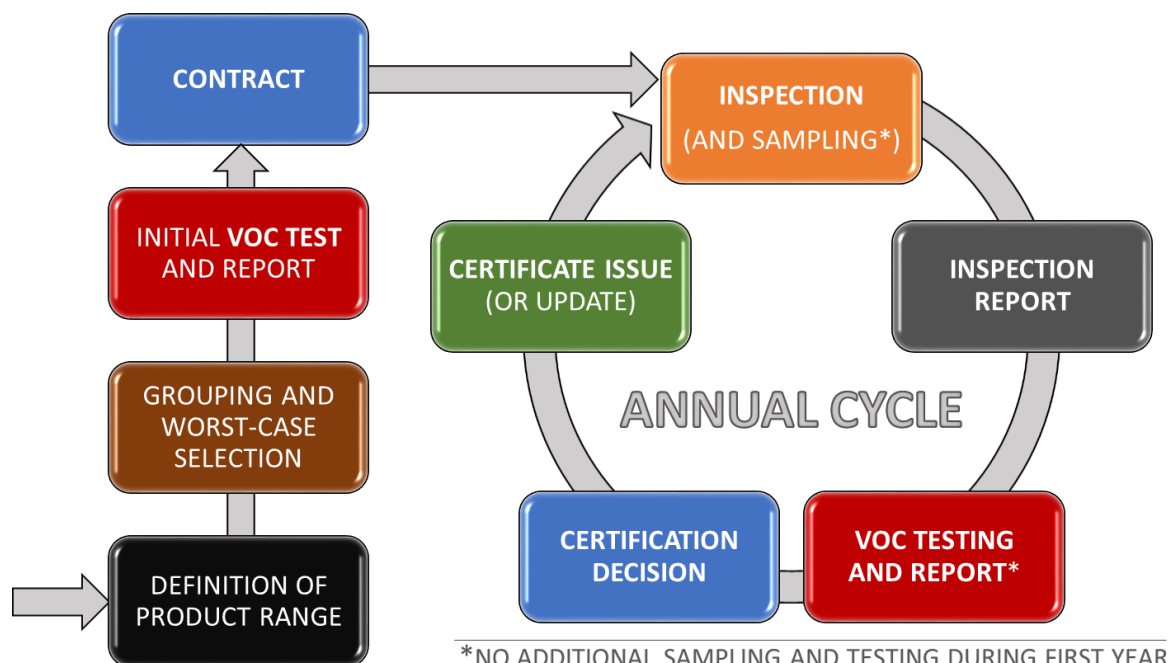 CONTRACT
INITIAL VOC TEST
AND REPORT
GROUPING AND
WORST-CASE
SELECTION
DEFINITION OF
PRODUCT RANGE
INSPECTION
(AND SAMPLING*)
INSPECTION
REPORT
VOC TESTING
AND REPORT*
CERTIFICATION
DECISION
CERTIFICATE ISSUE
(OR UPDATE)
ANNUAL CYCLE
*NO ADDITIONAL SAMPLING AND TESTING DURING FIRST YEAR